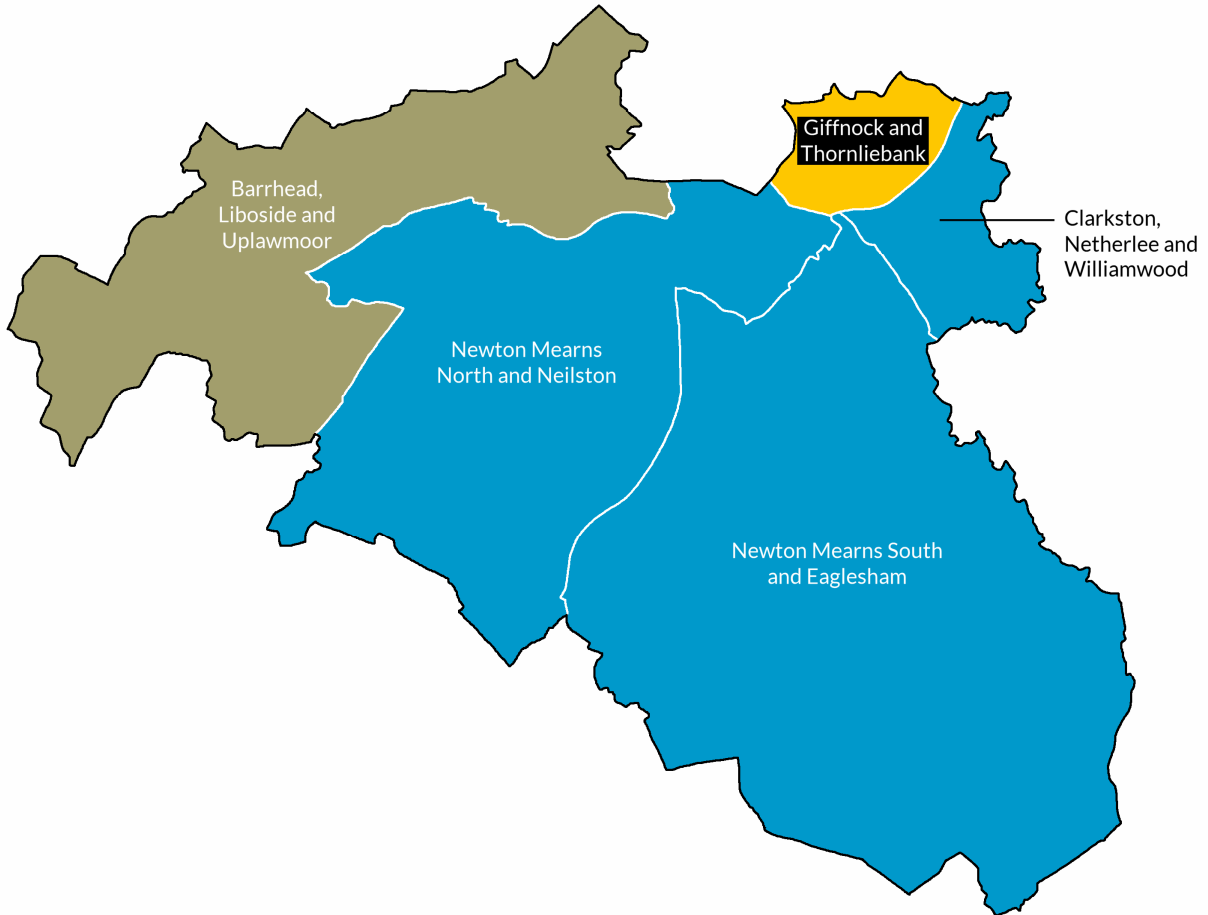 Giffnock and
Thornliebank
Barrhead,
Liboside and
Uplawmoor
Clarkston,
Netherlee and
Williamwood
Newton Mearns
North and Neilston
Newton Mearns South
and Eaglesham